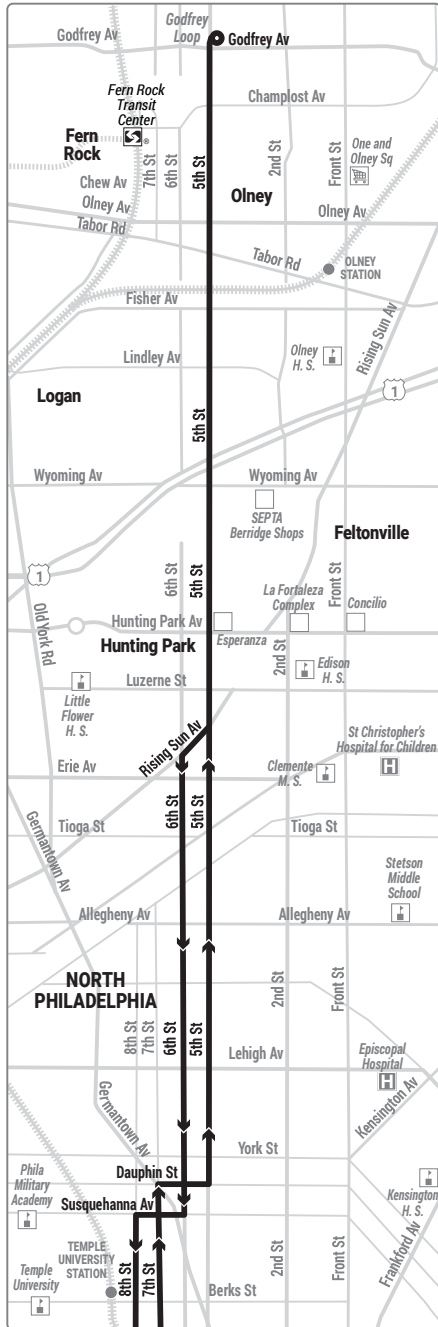 Godfrey
Loop
Godfrey Av
Godfrey Av
Fern Rock
Transit
Center
Champlost Av
Fern
Rock
®
7th St
6th St
5th St
2nd St
Front St
One and
Olney Sq
Chew Av
Olney
Olney Av
Olney Av
Tabor Rd
Tabor Rd
OLNEY
STATION
Fisher Av
Rising Sun Av
Lindley Av
Olney
H. S.
1
Logan
5th St
Wyoming Av
Wyoming Av
SEPTA
Berridge Shops
Feltonville
1
6th St
5th St
La Fortaleza
Complex
Front St
Concilio
Old York Rd
Hunting Park Av
Esperanza
Hunting Park
2nd St
Edison
H. S.
Luzerne St
Little
Flower
H. S.
Rising Sun Av
St Christopher's
Hospital for Children
H
Erie Av
Clemente
M. S.
6th St
5th St
Germantown Av
Tioga St
Tioga St
Stetson
Middle
School
Allegheny Av
Allegheny Av
NORTH
PHILADELPHIA
8th St
7th St
6th St
5th St
2nd St
Front St
Lehigh Av
Episcopal
Hospital
H
Germantown Av
Kensington Av
York St
Phila
Military
Academy
Dauphin St
Susquehanna Av
Kensington
H. S.
TEMPLE
UNIVERSITY
STATION
Temple
University
8th St
7th St
Berks St
2nd St
Front St
Frankford Av